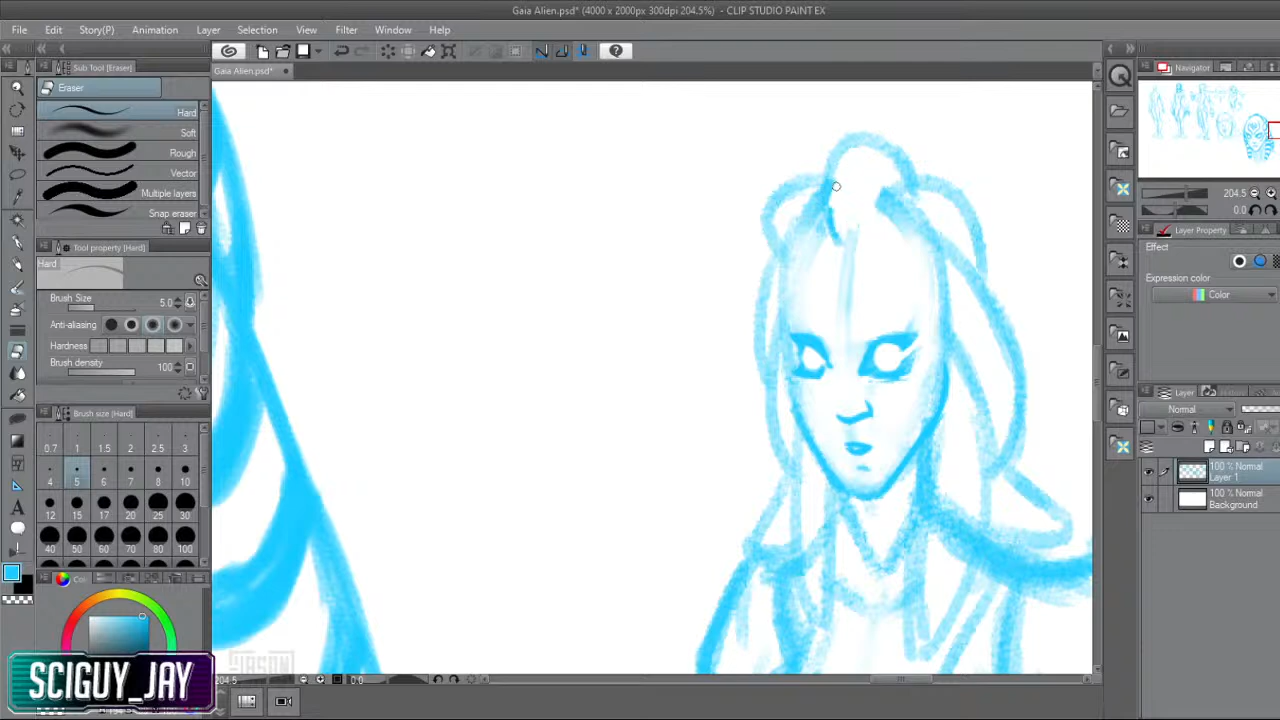 Gaia Alien.psd* (4000 x 2000px 300dpi 204.5%) - CLIP STUDIO PAINT EX
File Edit Story(P) Animation Layer Selection View Filter Window Help
Gaia Alien.psd*
Sub Tool [Eraser]
Eraser
Hard
Soft
Rough
Vector
Multiple layers
Snap eraser
Tool property [Hard]
Hard
Brush Size 5.0
Anti-aliasing
Hardness
Brush density 100
Brush size [Hard]
0.7 1 1.5 2 2.5 3
4 5 6 7 8 10
12 15 17 20 25 30
40 50 60 70 80 100
SCIGUY_JAY
204.5 0.0
Navigator
204.5
0.0
Layer Property
Effect
Expression color
Color
Layer
Normal
100 % Normal
Layer 1
100 % Normal
Background